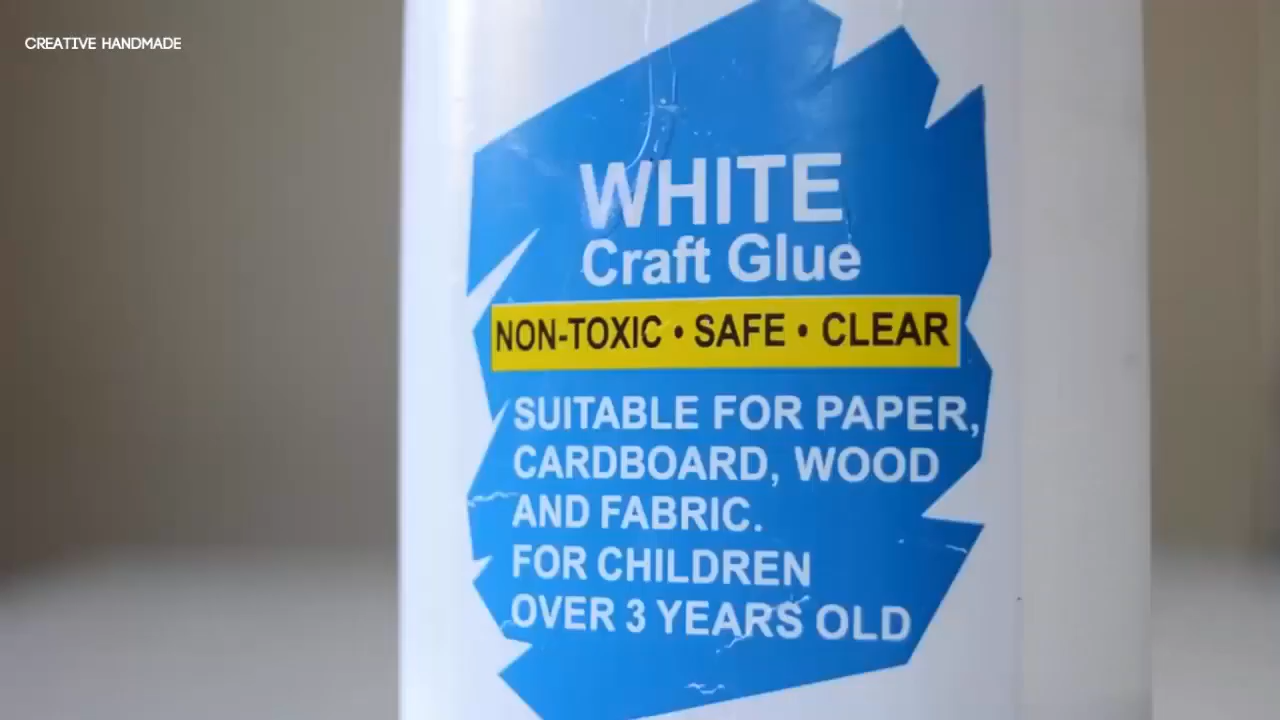 CREATIVE HANDMADE
WHITE
Craft Glue
NON-TOXIC • SAFE • CLEAR
SUITABLE FOR PAPER,
CARDBOARD, WOOD
AND FABRIC.
FOR CHILDREN
OVER 3 YEARS OLD